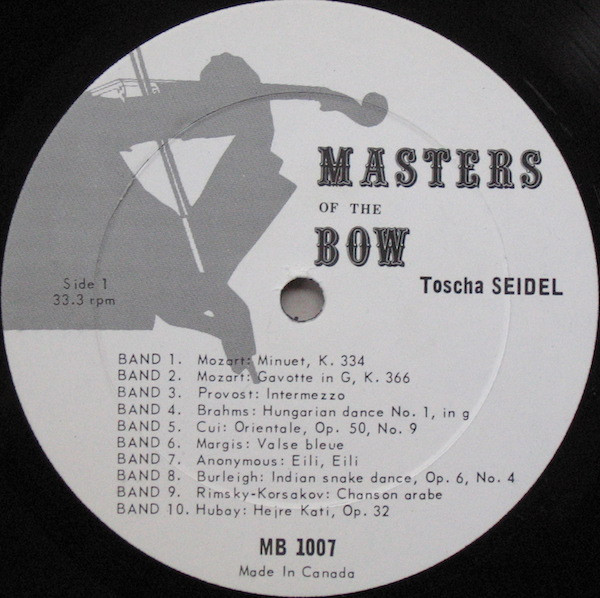 MASTERS
OF THE
BOW
Toscha SEIDEL
Side 1
33.3 rpm
BAND 1. Mozart: Minuet, K. 334
BAND 2. Mozart: Gavotte in G, K. 366
BAND 3. Provost: Intermezzo
BAND 4. Brahms: Hungarian dance No. 1, in g
BAND 5. Cui: Orientale, Op. 50, No. 9
BAND 6. Margis: Valse bleue
BAND 7. Anonymous: Eili, Eili
BAND 8. Burleigh: Indian snake dance, Op. 6, No. 4
BAND 9. Rimsky-Korsakov: Chanson arabe
BAND 10. Hubay: Hejre Kati, Op. 32
MB 1007
Made In Canada